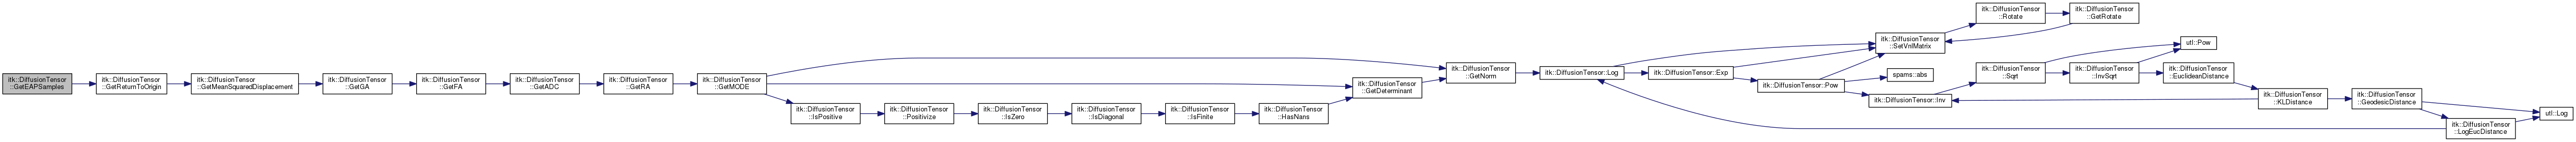 itk::DiffusionTensor
::GetEAPSamples
itk::DiffusionTensor
::GetReturnToOrigin
itk::DiffusionTensor
::GetMeanSquaredDisplacement
itk::DiffusionTensor
::GetGA
itk::DiffusionTensor
::GetFA
itk::DiffusionTensor
::GetADC
itk::DiffusionTensor
::GetRA
itk::DiffusionTensor
::GetMODE
itk::DiffusionTensor
::IsPositive
itk::DiffusionTensor
::Positivize
itk::DiffusionTensor
::IsZero
itk::DiffusionTensor
::IsDiagonal
itk::DiffusionTensor
::IsFinite
itk::DiffusionTensor
::HasNans
itk::DiffusionTensor
::GetDeterminant
itk::DiffusionTensor
::GetNorm
itk::DiffusionTensor::Log
itk::DiffusionTensor::Exp
itk::DiffusionTensor::Pow
itk::DiffusionTensor
::SetVnlMatrix
itk::DiffusionTensor
::Rotate
itk::DiffusionTensor
::GetRotate
spams::abs
itk::DiffusionTensor::Inv
itk::DiffusionTensor
::Sqrt
itk::DiffusionTensor
::InvSqrt
utl::Pow
itk::DiffusionTensor
::EuclideanDistance
itk::DiffusionTensor
::KLDistance
itk::DiffusionTensor
::GeodesicDistance
itk::DiffusionTensor
::LogEucDistance
utl::Log